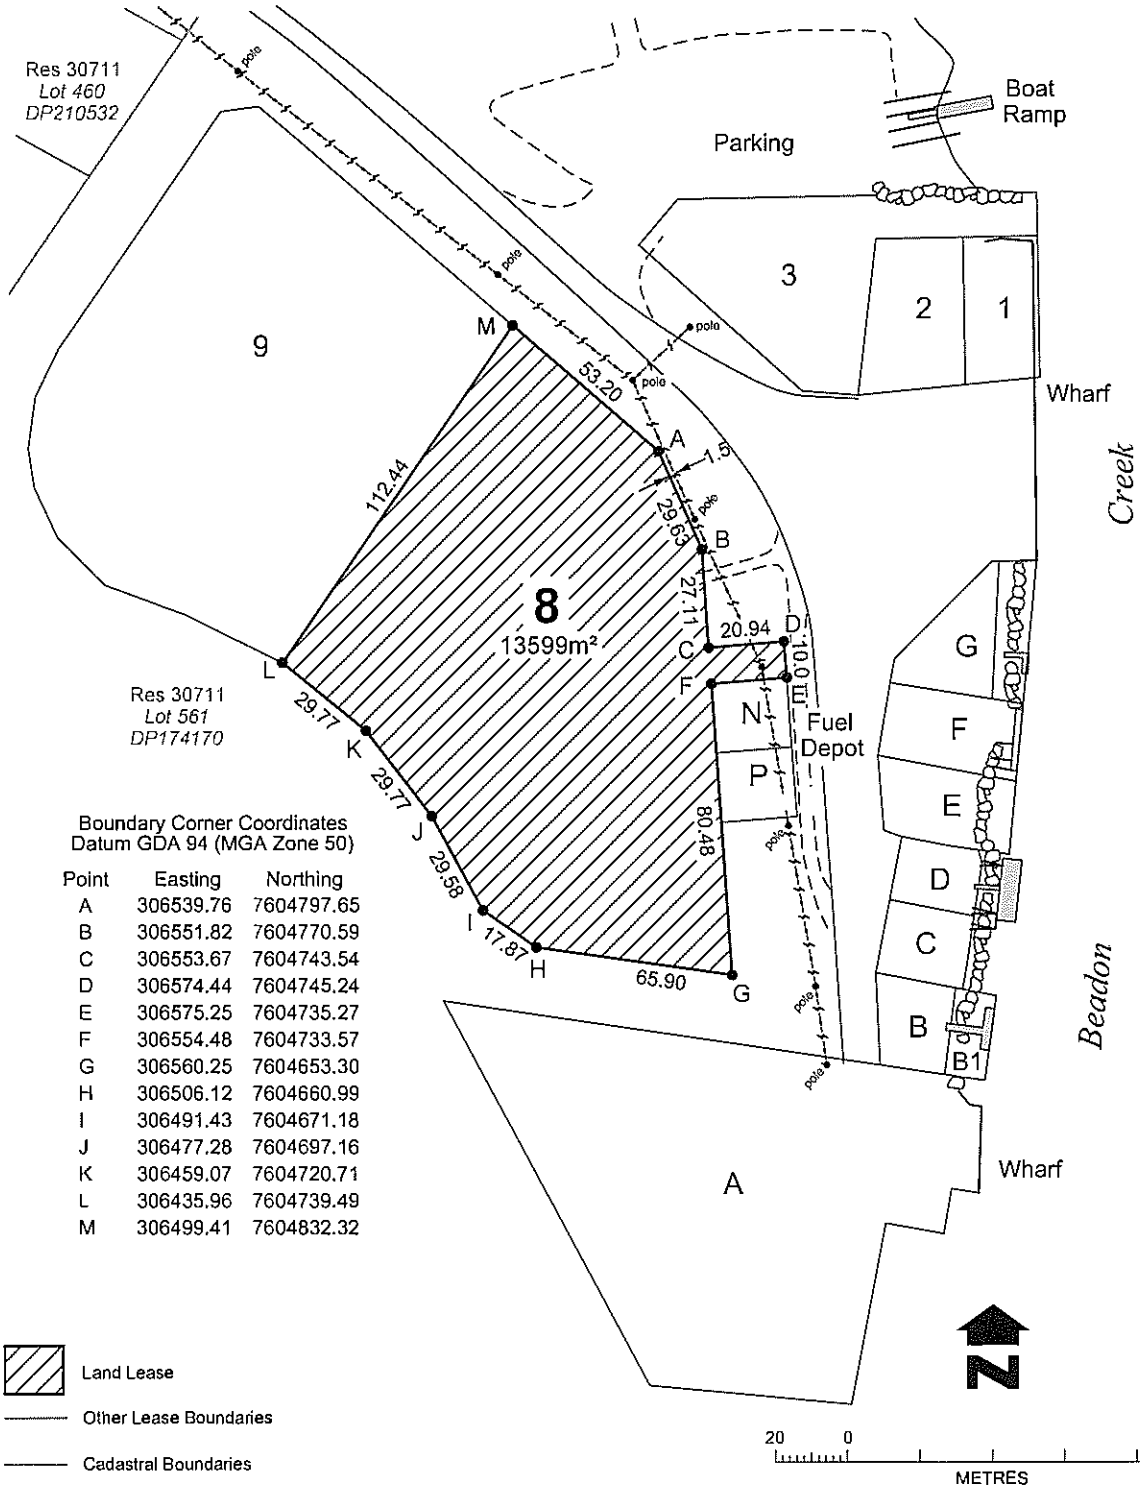 pole
Res 30711
Lot 460
DP210532
Boat
Ramp
Parking
pole
3
2
1
pole
M
9
53.20
pole
Wharf
A
1.5
112.44
29.63
pole
B
Creek
27.11
8
13599m²
20.94
D
C
10.0
G
L
F
E
Res 30711
Lot 561
DP174170
29.77
N
Fuel
Depot
F
K
P
29.77
E
80.48
pole
J
Boundary Corner Coordinates
Datum GDA 94 (MGA Zone 50)
29.58
D
Point Easting Northing
A 306539.76 7604797.65
B 306551.82 7604770.59
C 306553.67 7604743.54
D 306574.44 7604745.24
E 306575.25 7604735.27
F 306554.48 7604733.57
G 306560.25 7604653.30
H 306506.12 7604660.99
I 306491.43 7604671.18
J 306477.28 7604697.16
K 306459.07 7604720.71
L 306435.96 7604739.49
M 306499.41 7604832.32
I
17.87
H
65.90
G
C
pole
B
B1
pole
Beadon
A
Wharf
N
Land Lease
Other Lease Boundaries
Cadastral Boundaries
20 0
METRES